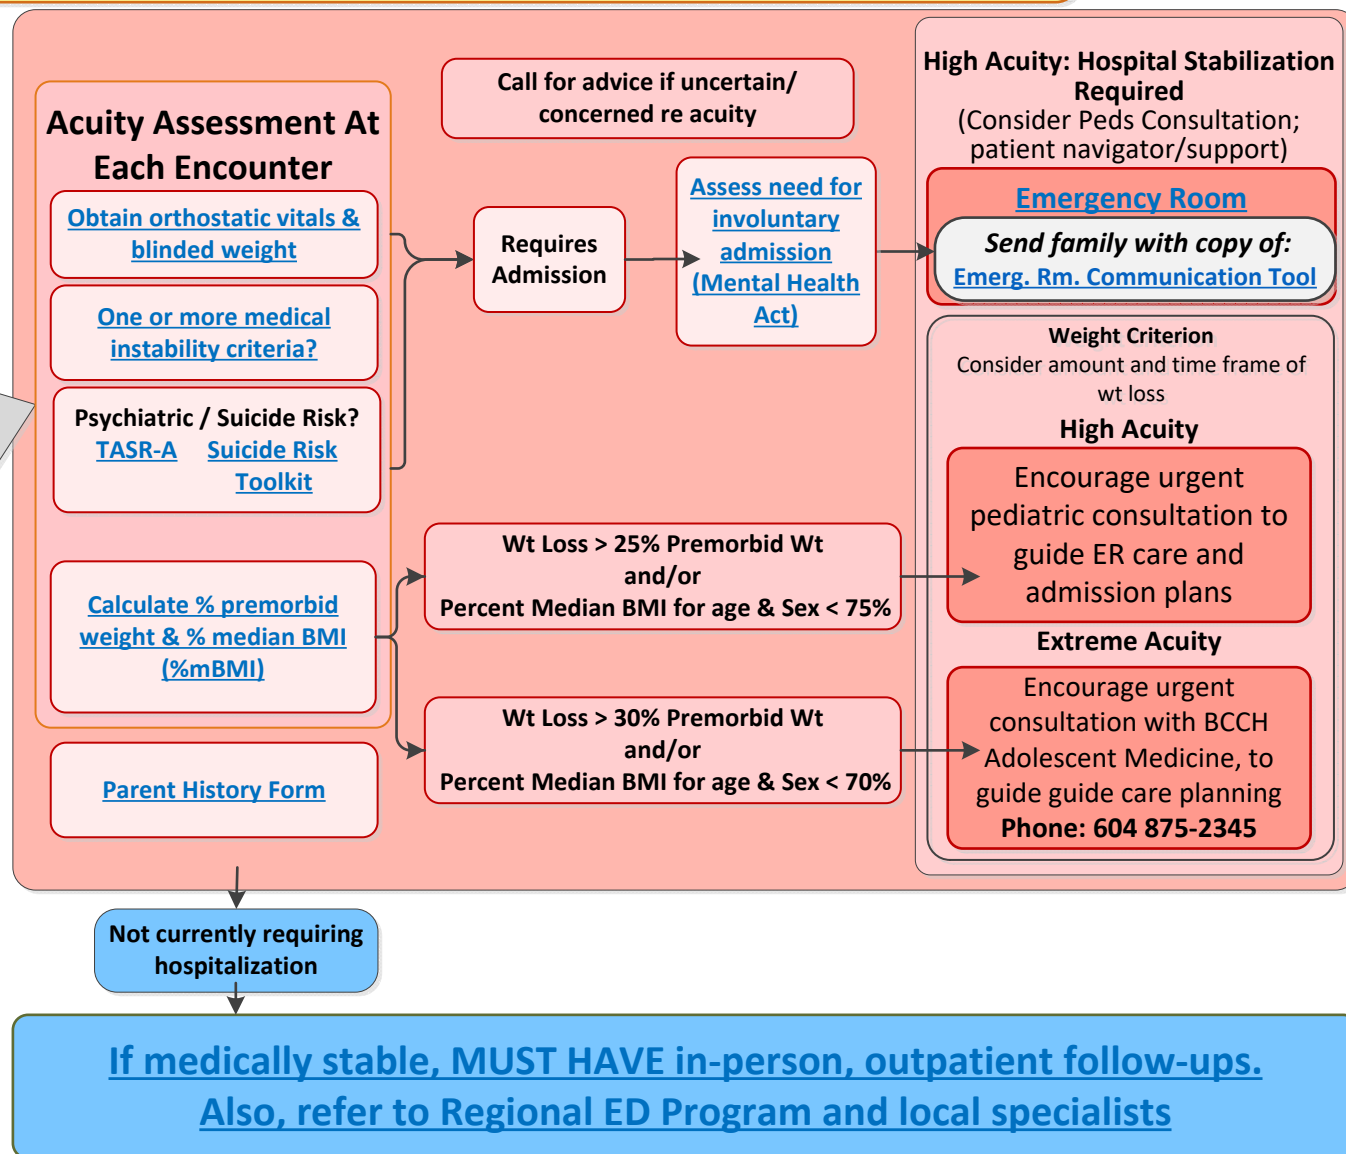 Acuity Assessment At
Each Encounter
Obtain orthostatic vitals &
blinded weight
One or more medical
instability criteria?
Psychiatric / Suicide Risk?
TASR-A Suicide Risk
Toolkit
Calculate % premorbid
weight & % median BMI
(%mBMI)
Parent History Form
Call for advice if uncertain/
concerned re acuity
Requires
Admission
Assess need for
involuntary
admission
(Mental Health
Act)
Wt Loss > 25% Premorbid Wt
and/or
Percent Median BMI for age & Sex < 75%
Wt Loss > 30% Premorbid Wt
and/or
Percent Median BMI for age & Sex < 70%
High Acuity: Hospital Stabilization
Required
(Consider Peds Consultation;
patient navigator/support)
Emergency Room
Send family with copy of:
Emerg. Rm. Communication Tool
Weight Criterion
Consider amount and time frame of
wt loss
High Acuity
Encourage urgent
pediatric consultation to
guide ER care and
admission plans
Extreme Acuity
Encourage urgent
consultation with BCCH
Adolescent Medicine, to
guide guide care planning
Phone: 604 875-2345
Not currently requiring
hospitalization
If medically stable, MUST HAVE in-person, outpatient follow-ups.
Also, refer to Regional ED Program and local specialists